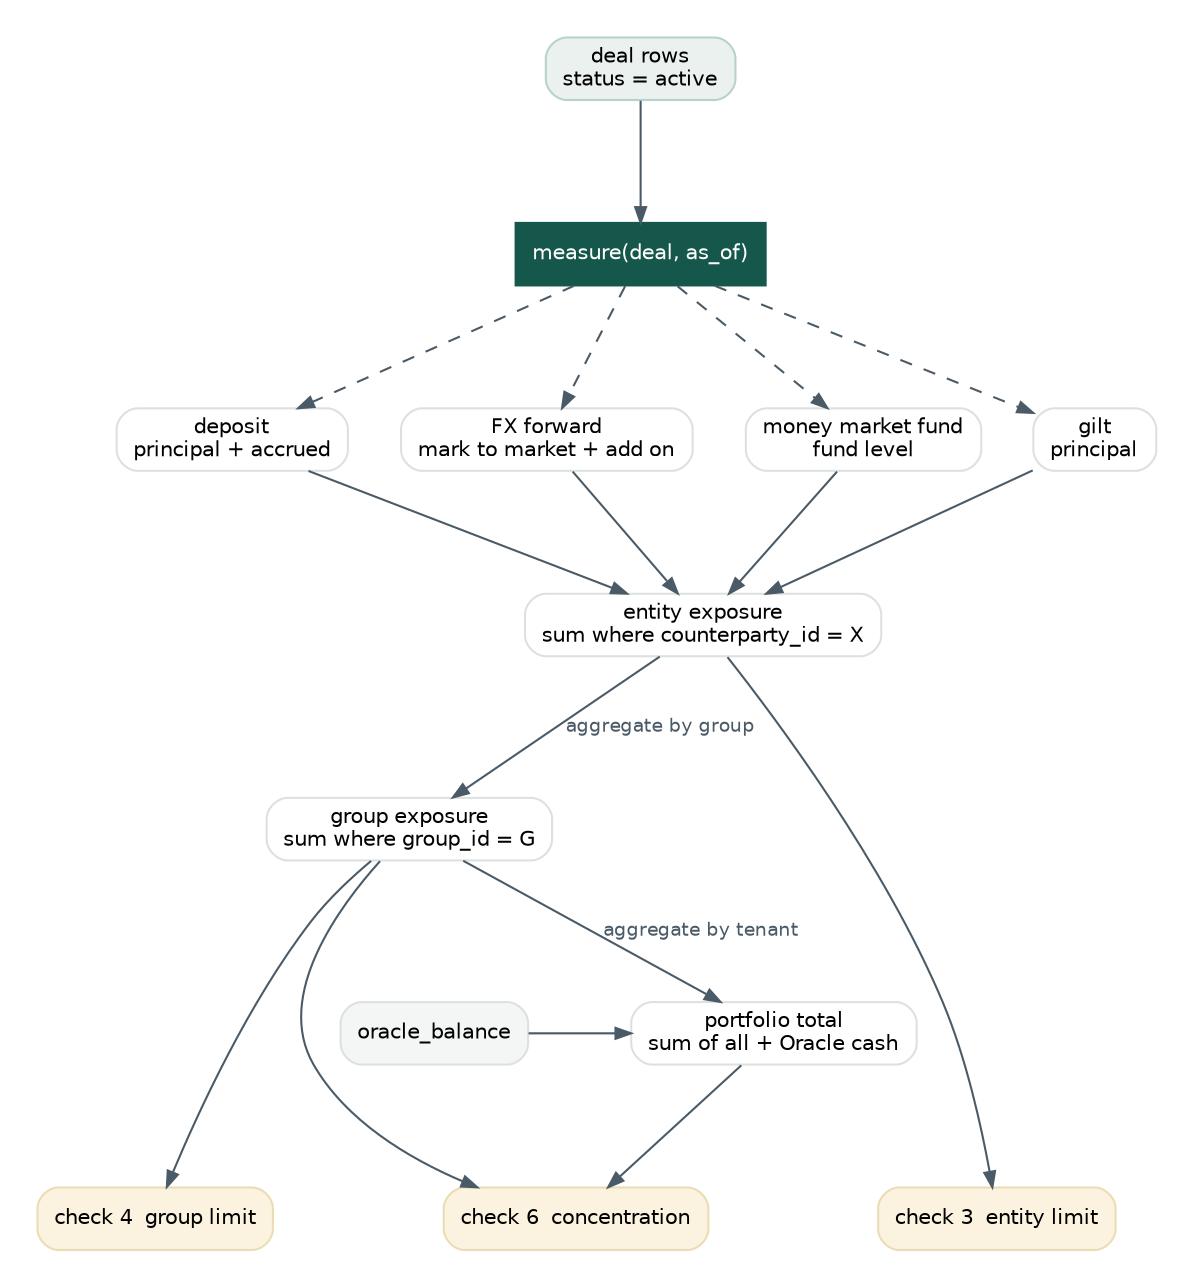 deal rows
status = active
measure(deal, as_of)
deposit
principal + accrued
FX forward
mark to market + add on
money market fund
fund level
gilt
principal
entity exposure
sum where counterparty_id = X
aggregate by group
group exposure
sum where group_id = G
aggregate by tenant
oracle_balance
portfolio total
sum of all + Oracle cash
check 4  group limit
check 6  concentration
check 3  entity limit